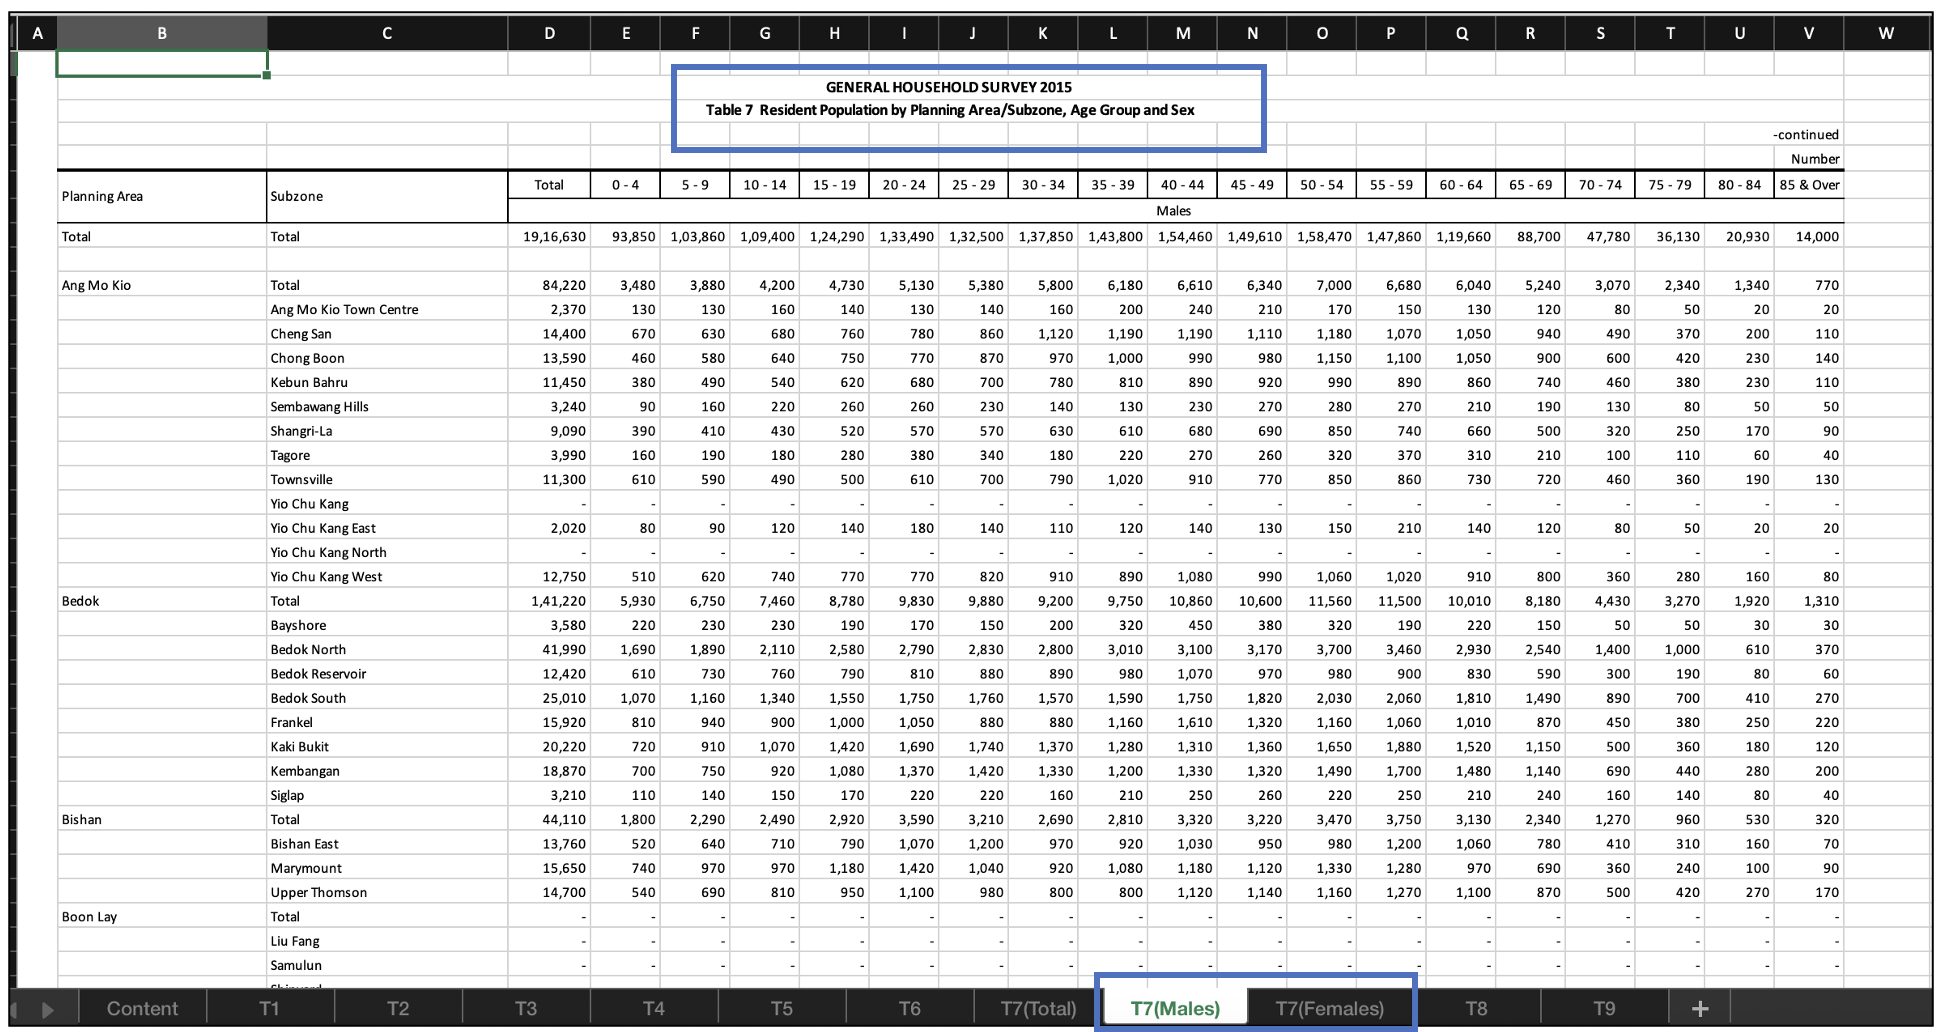 A B C D E F G H I J K L M N O P Q R S T U V W
GENERAL HOUSEHOLD SURVEY 2015
Table 7 Resident Population by Planning Area/Subzone, Age Group and Sex
-continued
Number
Planning Area Subzone Total 0 - 4 5 - 9 10 - 14 15 - 19 20 - 24 25 - 29 30 - 34 35 - 39 40 - 44 45 - 49 50 - 54 55 - 59 60 - 64 65 - 69 70 - 74 75 - 79 80 - 84 85 & Over
Males
Total Total 19,16,630 93,850 1,03,860 1,09,400 1,24,290 1,33,490 1,32,500 1,37,850 1,43,800 1,54,460 1,49,610 1,58,470 1,47,860 1,19,660 88,700 47,780 36,130 20,930 14,000
Ang Mo Kio Total 84,220 3,480 3,880 4,200 4,730 5,130 5,380 5,800 6,180 6,610 6,340 7,000 6,680 6,040 5,240 3,070 2,340 1,340 770
Ang Mo Kio Town Centre 2,370 130 130 160 140 130 140 160 200 240 210 170 150 130 120 80 50 20 20
Cheng San 14,400 670 630 680 760 780 860 1,120 1,190 1,190 1,110 1,180 1,070 1,050 940 490 370 200 110
Chong Boon 13,590 460 580 640 750 770 870 970 1,000 990 980 1,150 1,100 1,050 900 600 420 230 140
Kebun Bahru 11,450 380 490 540 620 680 700 780 810 890 920 990 890 860 740 460 380 230 110
Sembawang Hills 3,240 90 160 220 260 260 230 140 130 230 270 280 270 210 190 130 80 50 50
Shangri-La 9,090 390 410 430 520 570 570 630 610 680 690 850 740 660 500 320 250 170 90
Tagore 3,990 160 190 180 280 380 340 180 220 270 260 320 370 310 210 100 110 60 40
Townsville 11,300 610 590 490 500 610 700 790 1,020 910 770 850 860 730 720 460 360 190 130
Yio Chu Kang - - - - - - - - - - - - - - - - - - -
Yio Chu Kang East 2,020 80 90 120 140 180 140 110 120 140 130 150 210 140 120 80 50 20 20
Yio Chu Kang North - - - - - - - - - - - - - - - - - - -
Yio Chu Kang West 12,750 510 620 740 770 770 820 910 890 1,080 990 1,060 1,020 910 800 360 280 160 80
Bedok Total 1,41,220 5,930 6,750 7,460 8,780 9,830 9,880 9,200 9,750 10,860 10,600 11,560 11,500 10,010 8,180 4,430 3,270 1,920 1,310
Bayshore 3,580 220 230 230 190 170 150 200 320 450 380 320 190 220 150 50 50 30 30
Bedok North 41,990 1,690 1,890 2,110 2,580 2,790 2,830 2,800 3,010 3,100 3,170 3,700 3,460 2,930 2,540 1,400 1,000 610 370
Bedok Reservoir 12,420 610 730 760 790 810 880 890 980 1,070 970 980 900 830 590 300 190 80 60
Bedok South 25,010 1,070 1,160 1,340 1,550 1,750 1,760 1,570 1,590 1,750 1,820 2,030 2,060 1,810 1,490 890 700 410 270
Frankel 15,920 810 940 900 1,000 1,050 880 880 1,160 1,610 1,320 1,160 1,060 1,010 870 450 380 250 220
Kaki Bukit 20,220 720 910 1,070 1,420 1,690 1,740 1,370 1,280 1,310 1,360 1,650 1,880 1,520 1,150 500 360 180 120
Kembangan 18,870 700 750 920 1,080 1,370 1,420 1,330 1,200 1,330 1,320 1,490 1,700 1,480 1,140 690 440 280 200
Siglap 3,210 110 140 150 170 220 220 160 210 250 260 220 250 210 240 160 140 80 40
Bishan Total 44,110 1,800 2,290 2,490 2,920 3,590 3,210 2,690 2,810 3,320 3,220 3,470 3,750 3,130 2,340 1,270 960 530 320
Bishan East 13,760 520 640 710 790 1,070 1,200 970 920 1,030 950 980 1,200 1,060 780 410 310 160 70
Marymount 15,650 740 970 970 1,180 1,420 1,040 920 1,080 1,180 1,120 1,330 1,280 970 690 360 240 100 90
Upper Thomson 14,700 540 690 810 950 1,100 980 800 800 1,120 1,140 1,160 1,270 1,100 870 500 420 270 170
Boon Lay Total - - - - - - - - - - - - - - - - - - -
Liu Fang - - - - - - - - - - - - - - - - - - -
Samulun - - - - - - - - - - - - - - - - - - -
Content T1 T2 T3 T4 T5 T6 T7(Total) T7(Males) T7(Females) T8 T9 +